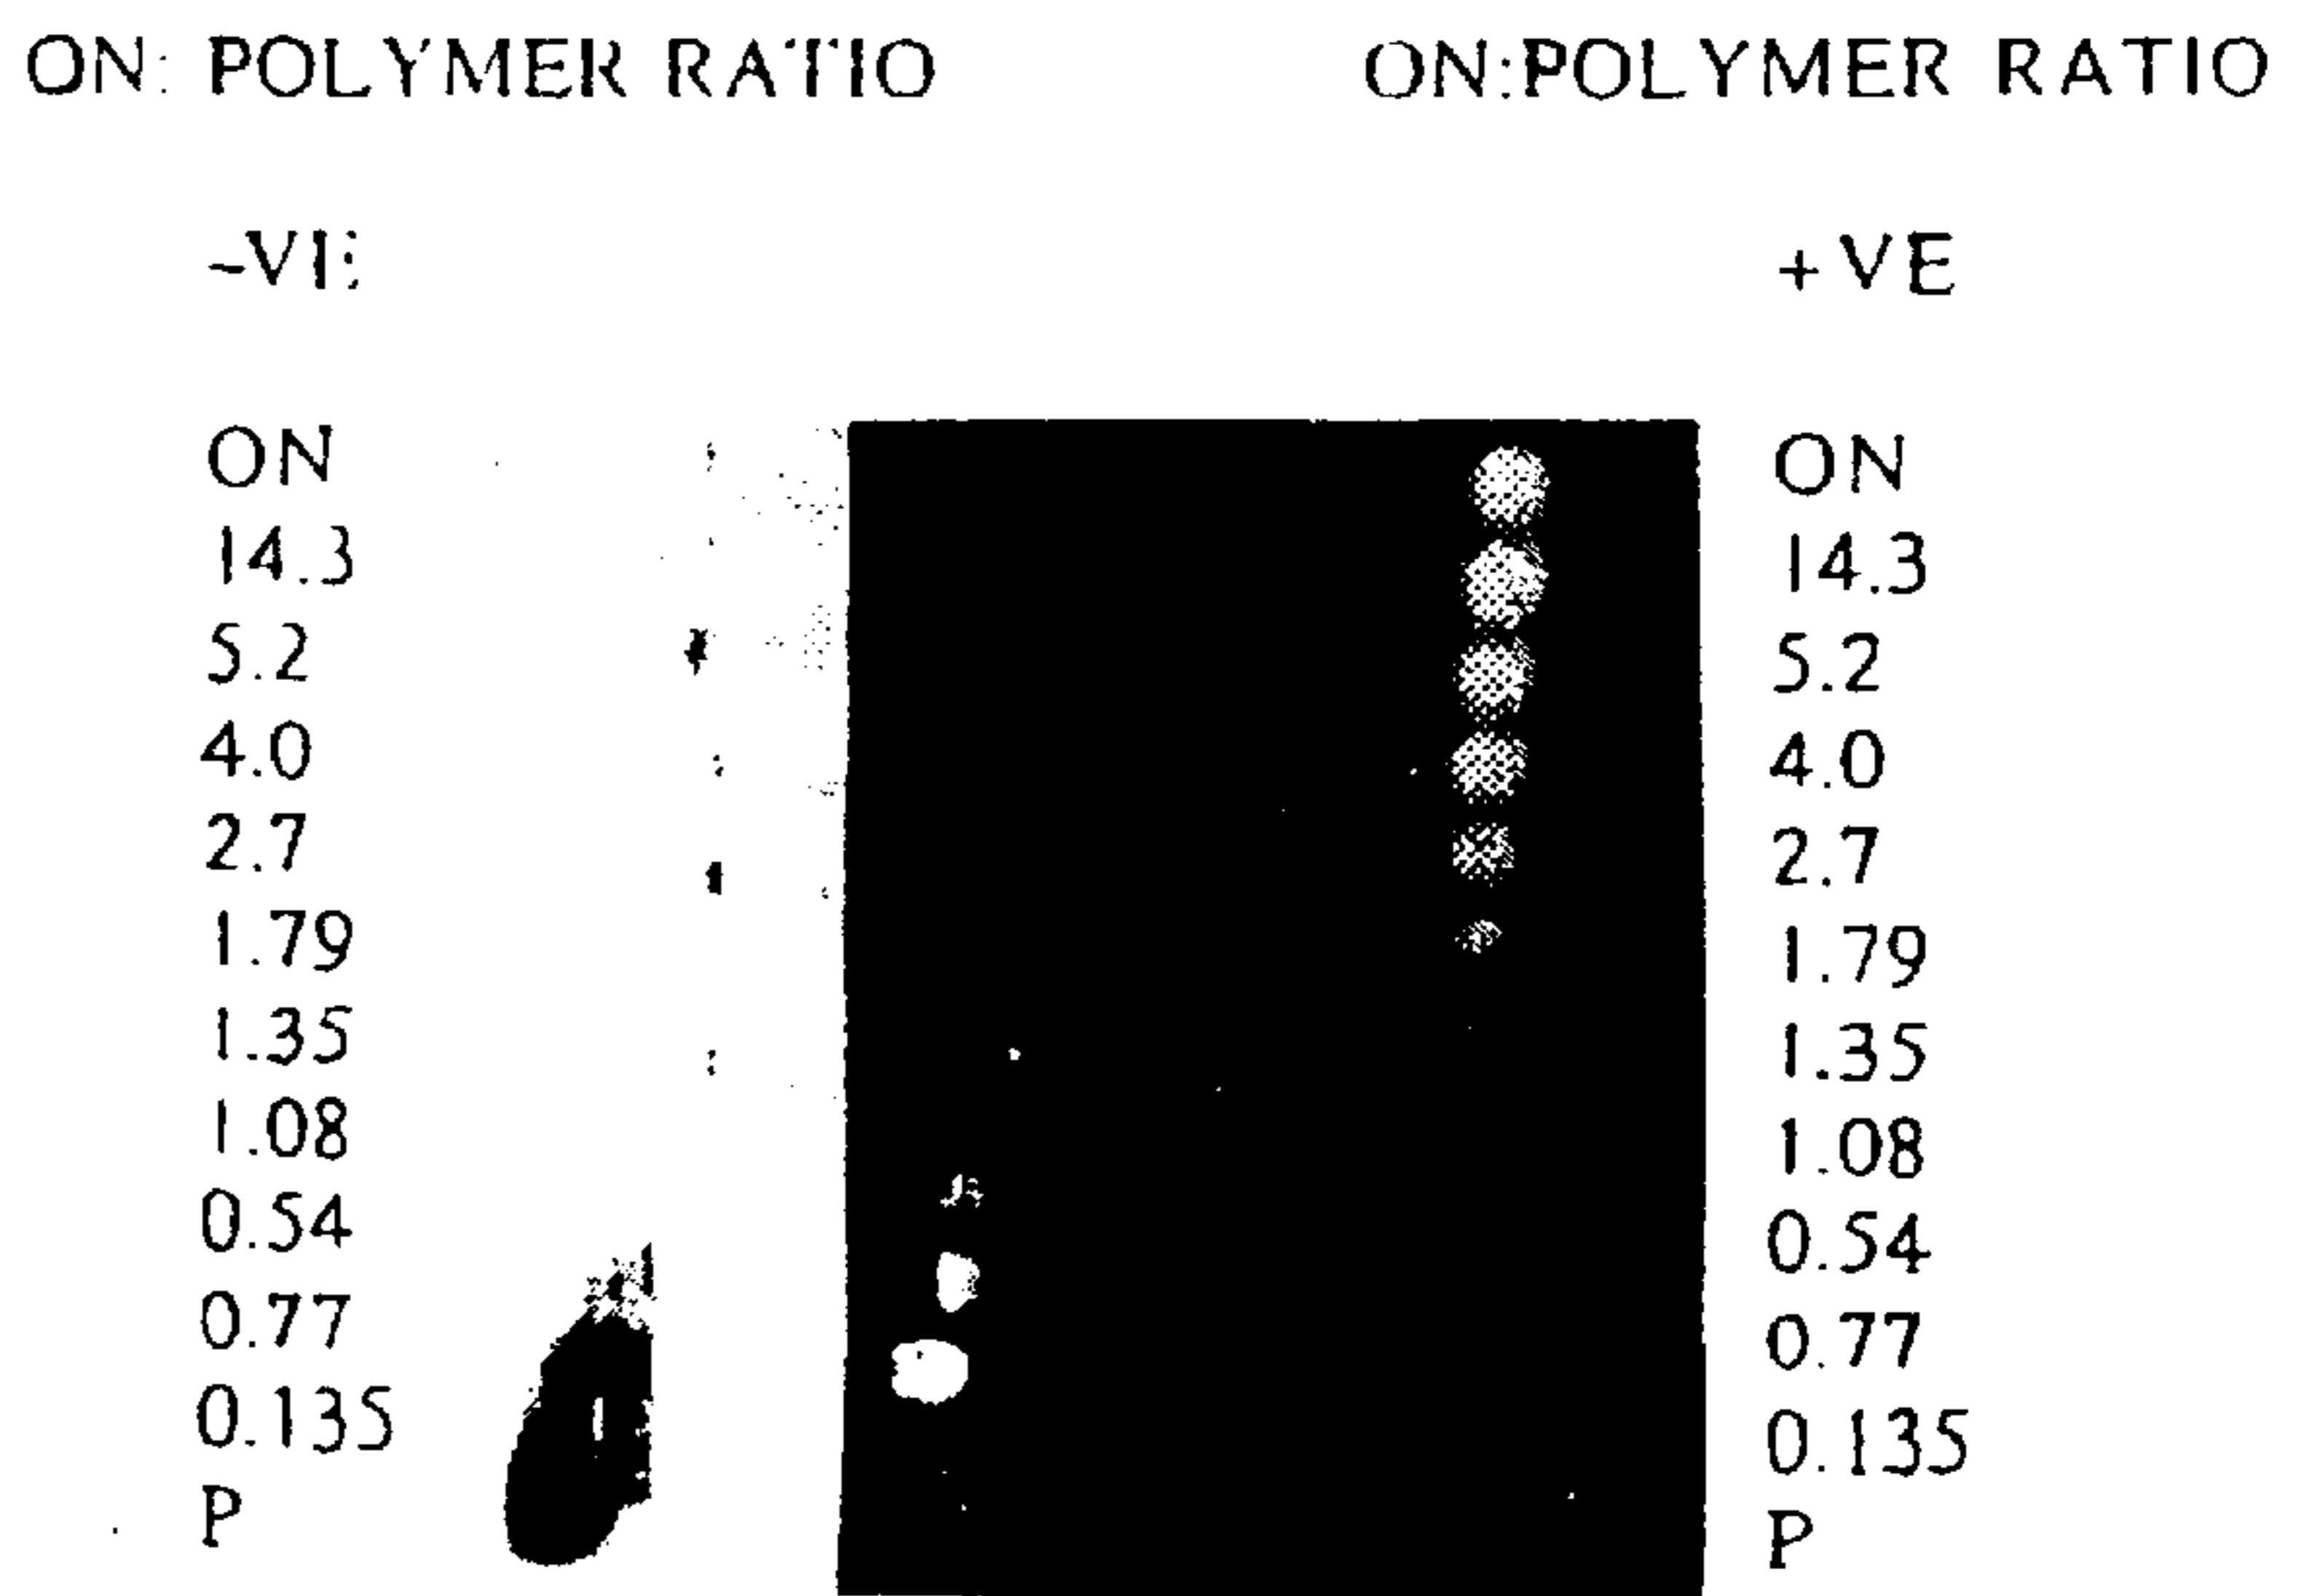 ON: POLYMER RATIO
ON:POLYMER RATIO
-VE
+VE
ON
14.3
5.2
4.0
2.7
1.79
1.35
1.08
0.54
0.77
0.135
P
ON
14.3
5.2
4.0
2.7
1.79
1.35
1.08
0.54
0.77
0.135
P